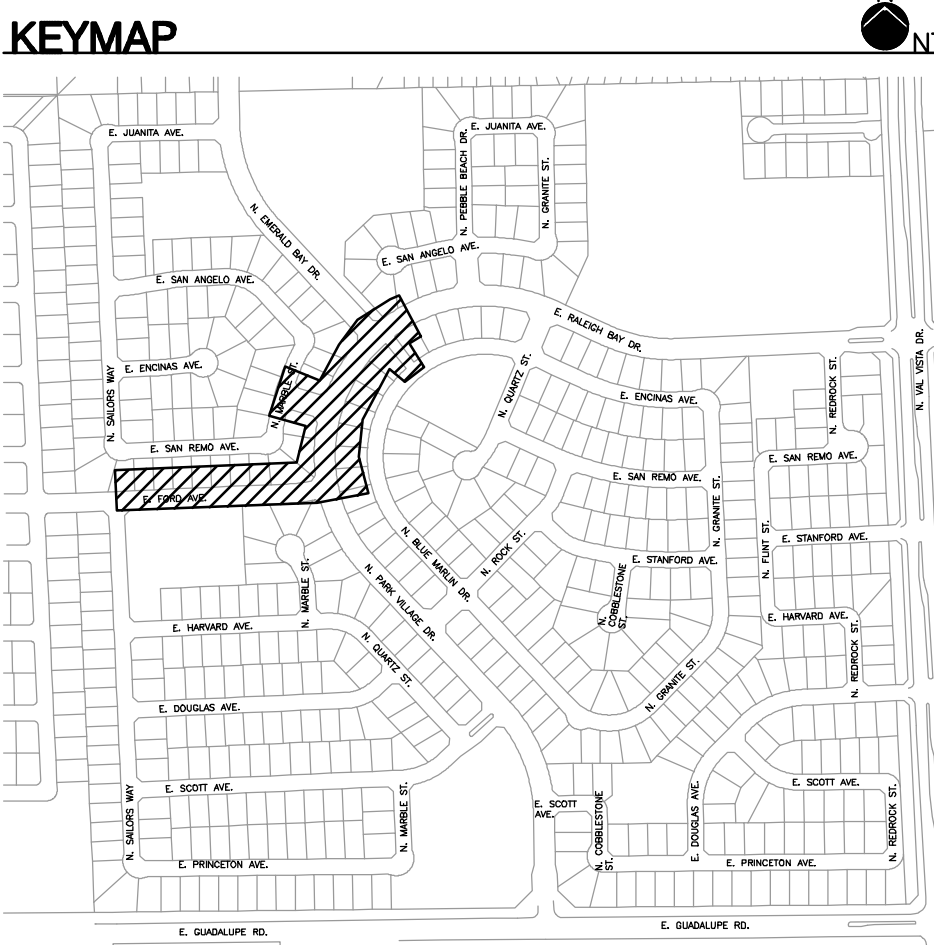 KEYMAP
E. JUANITA AVE.
E. JUANITA AVE.
N. PEBBLE BEACH DR.
N. GRANITE ST.
N. EMERALD BAY DR.
E. SAN ANGELO AVE.
E. SAN ANGELO AVE.
E. RALEIGH BAY DR.
N. VAL VISTA DR.
E. ENCINAS AVE.
N. MARBLE ST.
N. QUARTZ ST.
E. ENCINAS AVE.
N. REDROCK ST.
N. SAILORS WAY
E. SAN REMO AVE.
E. SAN REMO AVE.
E. SAN REMO AVE.
E. FORD AVE.
N. GRANITE ST.
N. BLUE MARLIN DR.
N. ROCK ST.
E. STANFORD AVE.
N. FLINT ST.
E. STANFORD AVE.
N. MARBLE ST.
N. PARK VILLAGE DR.
N. COBBLESTONE
ST.
E. HARVARD AVE.
E. HARVARD AVE.
N. QUARTZ ST.
N. GRANITE ST.
N. REDROCK ST.
E. DOUGLAS AVE.
E. SCOTT AVE.
N. SAILORS WAY
N. MARBLE ST.
E. SCOTT
AVE.
N. COBBLESTONE
ST.
E. DOUGLAS AVE.
E. SCOTT AVE.
N. REDROCK ST.
E. PRINCETON AVE.
E. PRINCETON AVE.
E. GUADALUPE RD.
E. GUADALUPE RD.